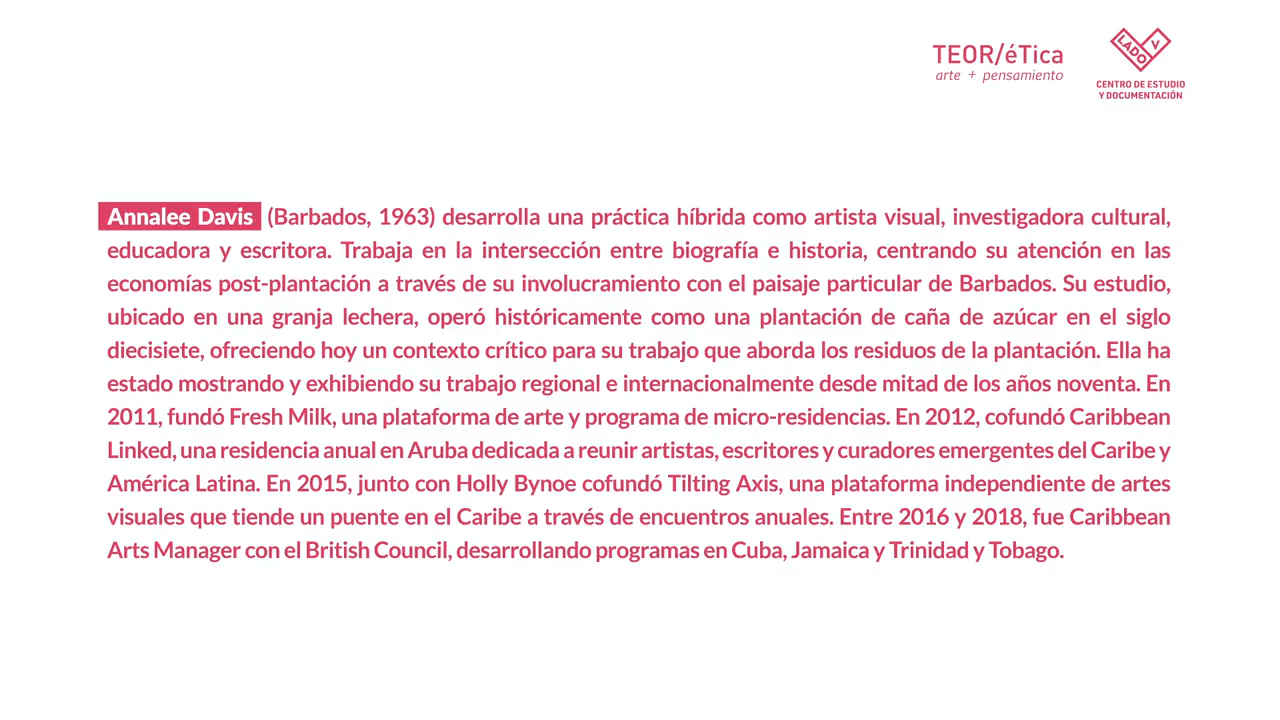 TEOR/éTica
arte + pensamiento
LADO V
CENTRO DE ESTUDIO
Y DOCUMENTACIÓN
Annalee Davis (Barbados, 1963) desarrolla una práctica híbrida como artista visual, investigadora cultural,
educadora y escritora. Trabaja en la intersección entre biografía e historia, centrando su atención en las
economías post-plantación a través de su involucramiento con el paisaje particular de Barbados. Su estudio,
ubicado en una granja lechera, operó históricamente como una plantación de caña de azúcar en el siglo
diecisiete, ofreciendo hoy un contexto crítico para su trabajo que aborda los residuos de la plantación. Ella ha
estado mostrando y exhibiendo su trabajo regional e internacionalmente desde mitad de los años noventa. En
2011, fundó Fresh Milk, una plataforma de arte y programa de micro-residencias. En 2012, cofundó Caribbean
Linked, una residencia anual en Aruba dedicada a reunir artistas, escritores y curadores emergentes del Caribe y
América Latina. En 2015, junto con Holly Bynoe cofundó Tilting Axis, una plataforma independiente de artes
visuales que tiende un puente en el Caribe a través de encuentros anuales. Entre 2016 y 2018, fue Caribbean
Arts Manager con el British Council, desarrollando programas en Cuba, Jamaica y Trinidad y Tobago.